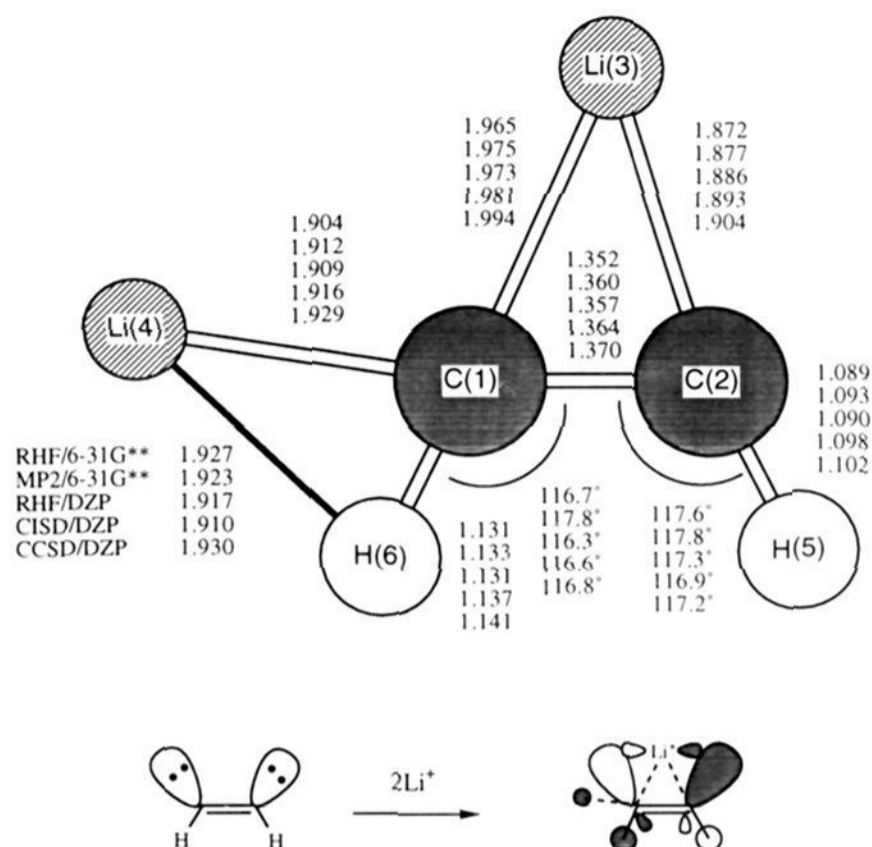 Li(3)
1.965
1.975
1.973
1.981
1.994
1.872
1.877
1.886
1.893
1.904
1.904
1.912
1.909
1.916
1.929
1.352
1.360
1.357
1.364
1.370
Li(4)
C(1)
C(2)
1.089
1.093
1.090
1.098
1.102
RHF/6-31G** 1.927
MP2/6-31G** 1.923
RHF/DZP 1.917
CISD/DZP 1.910
CCSD/DZP 1.930
H(6)
1.131
1.133
1.131
1.137
1.141
116.7°
117.8°
116.3°
116.6°
116.8°
117.6°
117.8°
117.3°
116.9°
117.2°
H(5)
2Li⁺
Li⁺
H H